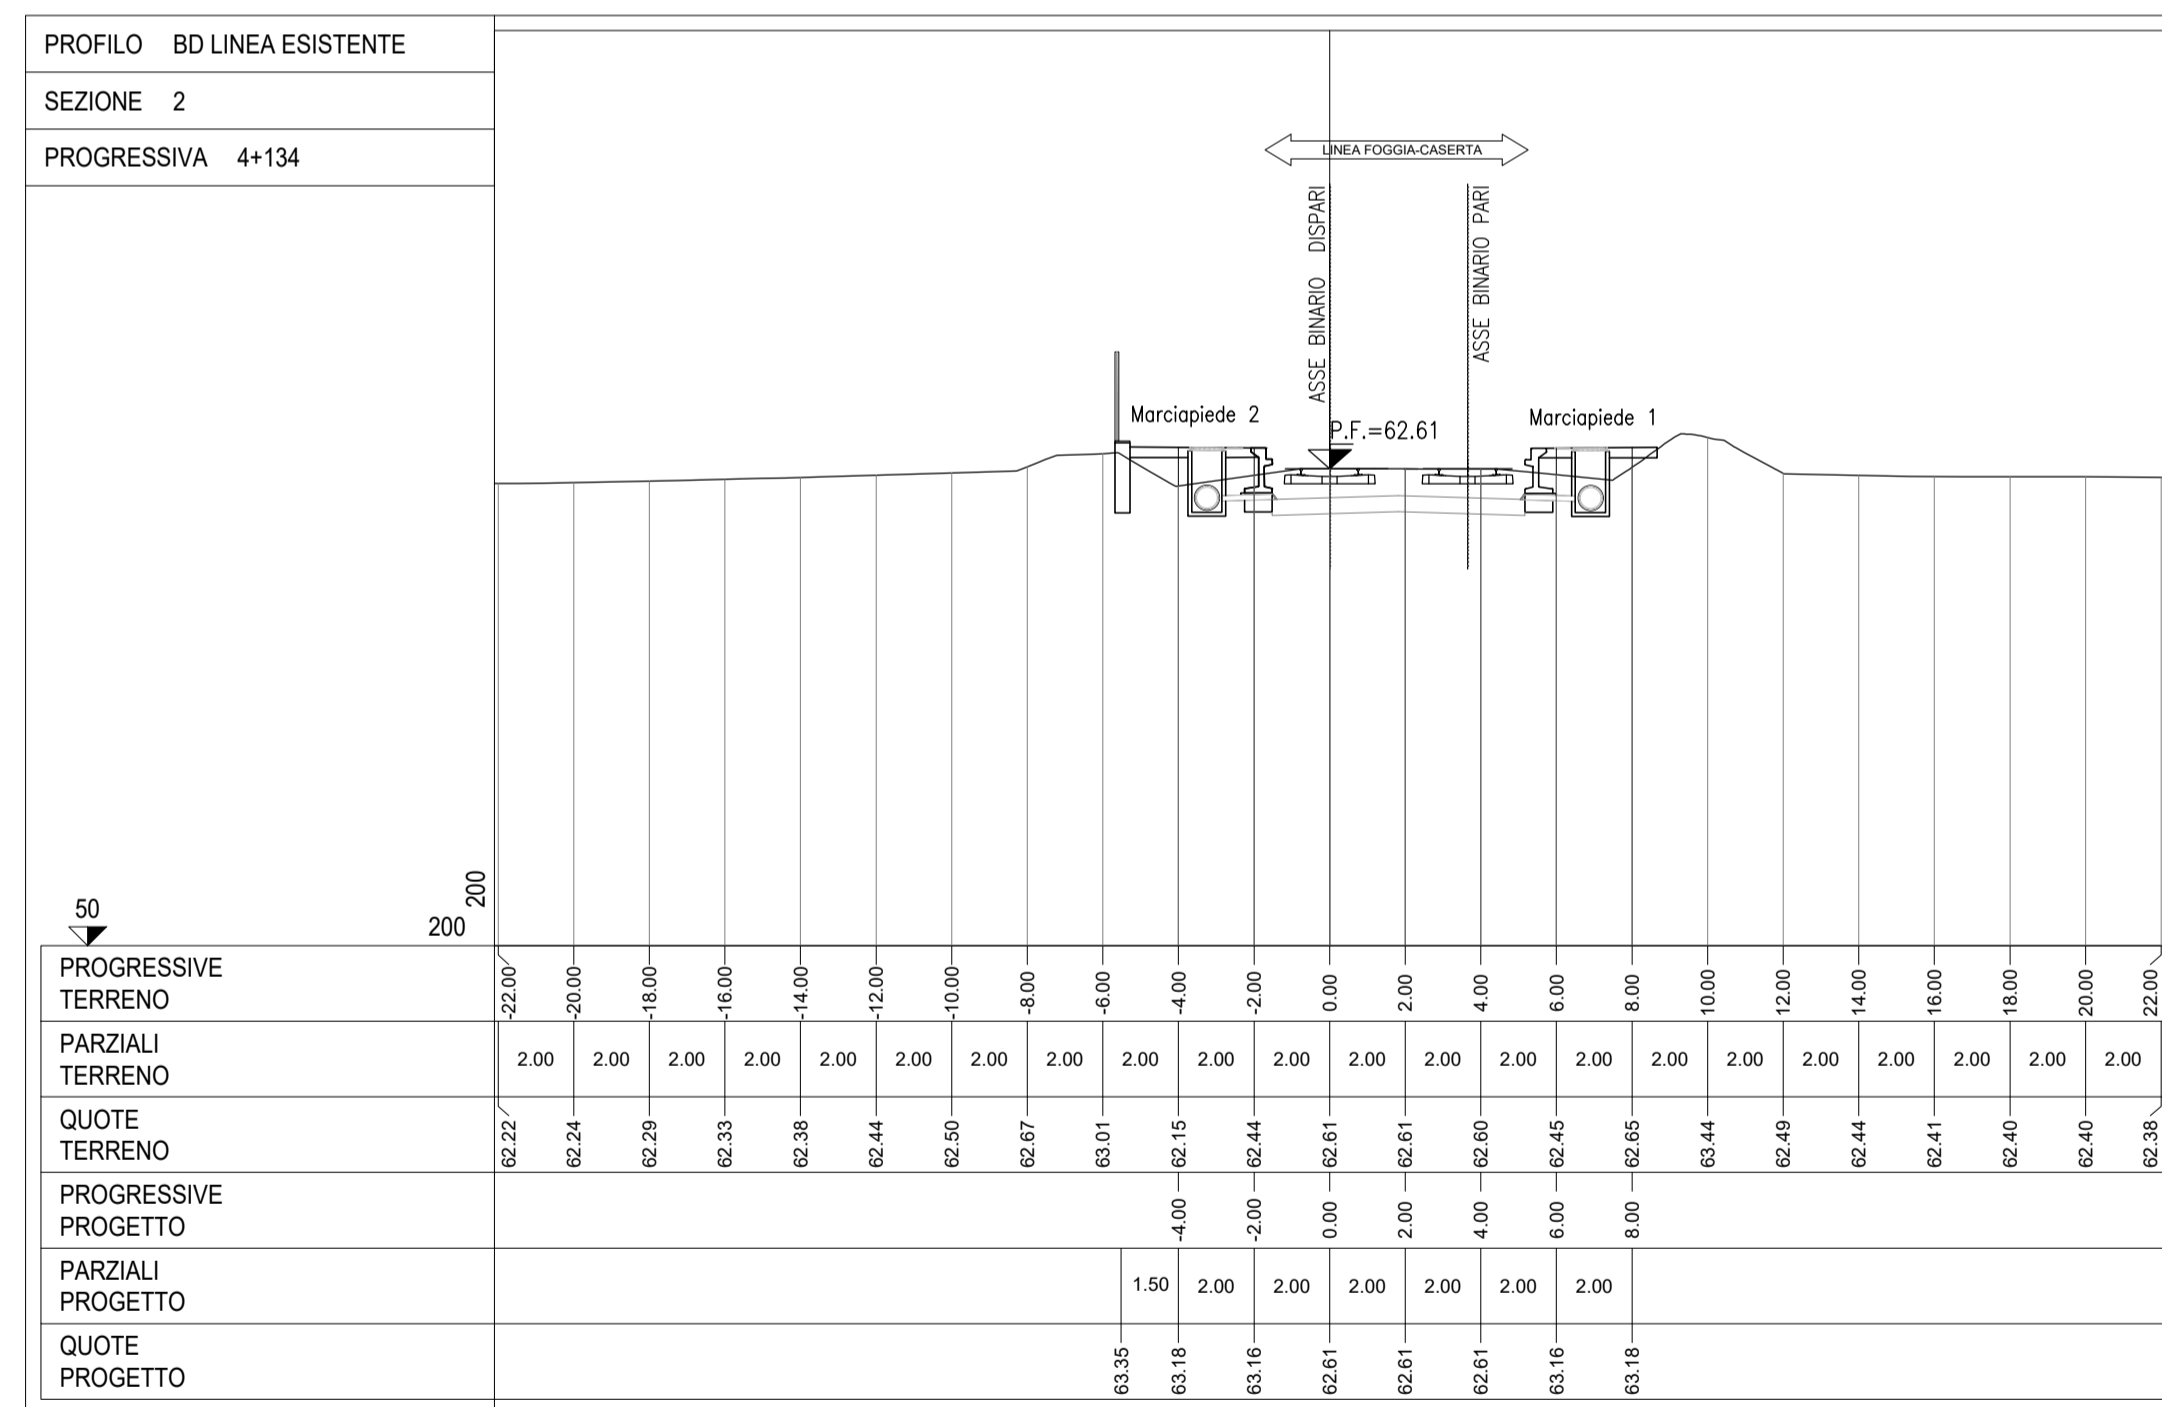 PROFILO BD LINEA ESISTENTE
SEZIONE 2
PROGRESSIVA 4+134
LINEA FOGGIA-CASERTA
ASSE BINARIO DISPARI
ASSE BINARIO PARI
Marciapiede 2
P.F.=62.61
Marciapiede 1
50
200
200
PROGRESSIVE
TERRENO
-22.00 -20.00 -18.00 -16.00 -14.00 -12.00 -10.00 -8.00 -6.00 -4.00 -2.00 0.00 2.00 4.00 6.00 8.00 10.00 12.00 14.00 16.00 18.00 20.00 22.00
PARZIALI
TERRENO
2.00 2.00 2.00 2.00 2.00 2.00 2.00 2.00 2.00 2.00 2.00 2.00 2.00 2.00 2.00 2.00 2.00 2.00 2.00 2.00 2.00 2.00
QUOTE
TERRENO
62.22 62.24 62.29 62.33 62.38 62.44 62.50 62.67 63.01 62.15 62.44 62.61 62.61 62.60 62.45 62.65 63.44 62.49 62.44 62.41 62.40 62.40 62.38
PROGRESSIVE
PROGETTO
-4.00 -2.00 0.00 2.00 4.00 6.00 8.00
PARZIALI
PROGETTO
1.50 2.00 2.00 2.00 2.00 2.00 2.00
QUOTE
PROGETTO
63.35 63.18 63.16 62.61 62.61 62.61 63.16 63.18